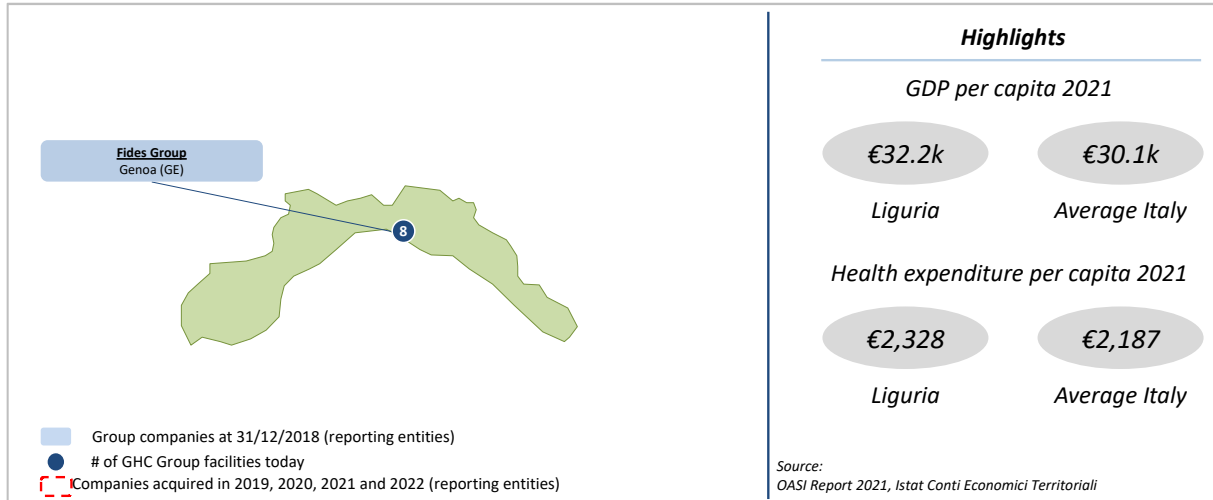 Fides Group
Genoa (GE)
8
Group companies at 31/12/2018 (reporting entities)
# of GHC Group facilities today
Companies acquired in 2019, 2020, 2021 and 2022 (reporting entities)
Highlights
GDP per capita 2021
€32.2k €30.1k
Liguria Average Italy
Health expenditure per capita 2021
€2,328 €2,187
Liguria Average Italy
Source:
OASI Report 2021, Istat Conti Economici Territoriali